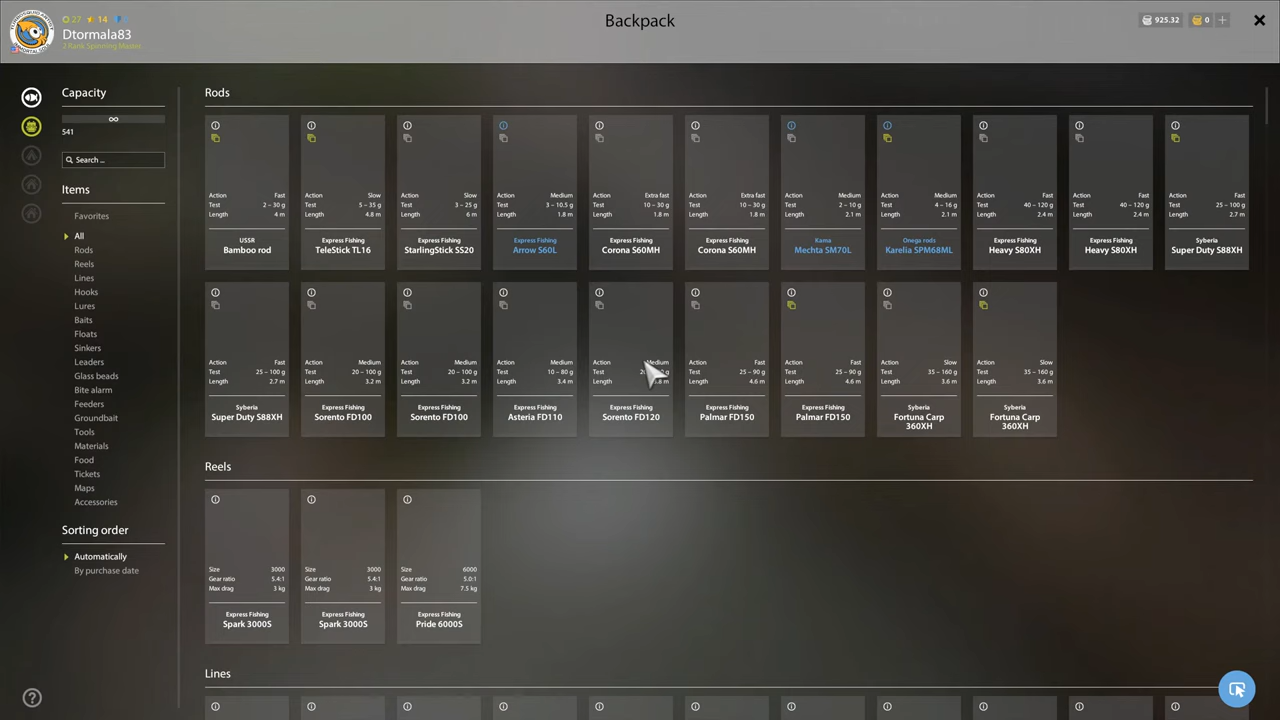 27 14
Backpack
925.32 0 +
Dtormala83
Capacity
∞
541
Search ...
Items
Favorites
All
Rods
Reels
Lines
Hooks
Lures
Baits
Floats
Sinkers
Leaders
Glass beads
Bite alarm
Feeders
Groundbait
Tools
Materials
Food
Tickets
Maps
Accessories
Sorting order
Automatically
By purchase date
Rods
Action Fast
Test 2 – 30 g
Length 4 m
USSR
Bamboo rod
Action Slow
Test 5 – 35 g
Length 4.8 m
Express Fishing
TeleStick TL16
Action Slow
Test 3 – 25 g
Length 6 m
Express Fishing
StarlingStick SS20
Action Medium
Test 3 – 10.5 g
Length 1.8 m
Express Fishing
Arrow S60L
Action Extra fast
Test 10 – 30 g
Length 1.8 m
Express Fishing
Corona S60MH
Action Extra fast
Test 10 – 30 g
Length 1.8 m
Express Fishing
Corona S60MH
Action Medium
Test 2 – 10 g
Length 2.1 m
Kama
Mechta SM70L
Action Medium
Test 4 – 16 g
Length 2.1 m
Onega rods
Karelia SPM68ML
Action Fast
Test 40 – 120 g
Length 2.4 m
Express Fishing
Heavy S80XH
Action Fast
Test 40 – 120 g
Length 2.4 m
Express Fishing
Heavy S80XH
Action Fast
Test 25 – 100 g
Length 2.7 m
Syberia
Super Duty S88XH
Action Fast
Test 25 – 100 g
Length 2.7 m
Syberia
Super Duty S88XH
Action Medium
Test 20 – 100 g
Length 3.2 m
Express Fishing
Sorento FD100
Action Medium
Test 20 – 100 g
Length 3.2 m
Express Fishing
Sorento FD100
Action Medium
Test 10 – 80 g
Length 3.4 m
Express Fishing
Asteria FD110
Action Medium
Test
Length
Express Fishing
Sorento FD120
Action Fast
Test 25 – 90 g
Length 4.6 m
Express Fishing
Palmar FD150
Action Fast
Test 25 – 90 g
Length 4.6 m
Express Fishing
Palmar FD150
Action Slow
Test 35 – 160 g
Length 3.6 m
Syberia
Fortuna Carp
360XH
Action Slow
Test 35 – 160 g
Length 3.6 m
Syberia
Fortuna Carp
360XH
Reels
Size 3000
Gear ratio 5.4:1
Max drag 3 kg
Express Fishing
Spark 3000S
Size 3000
Gear ratio 5.4:1
Max drag 3 kg
Express Fishing
Spark 3000S
Size 6000
Gear ratio 5.0:1
Max drag 7.5 kg
Express Fishing
Pride 6000S
Lines